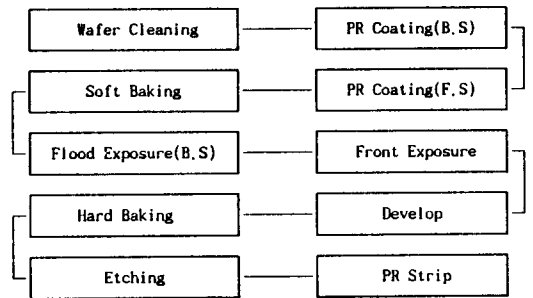 Wafer Cleaning
PR Coating(B,S)
Soft Baking
PR Coating(F,S)
Flood Exposure(B,S)
Front Exposure
Hard Baking
Develop
Etching
PR Strip